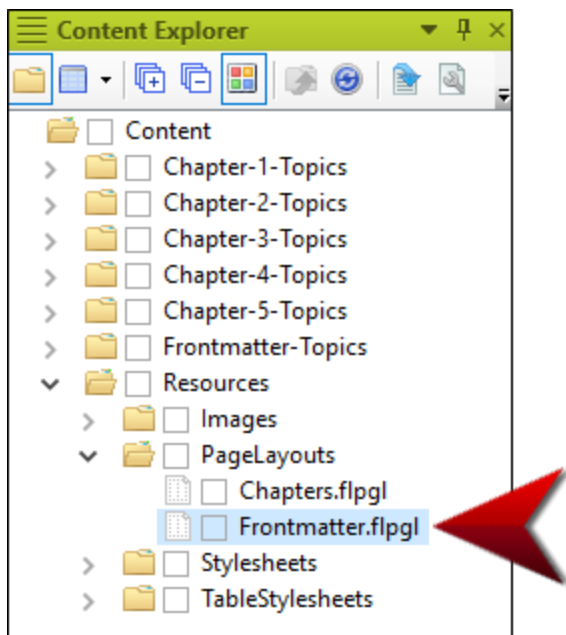 Content Explorer
Content
Chapter-1-Topics
Chapter-2-Topics
Chapter-3-Topics
Chapter-4-Topics
Chapter-5-Topics
Frontmatter-Topics
Resources
Images
PageLayouts
Chapters.flpgl
Frontmatter.flpgl
Stylesheets
TableStylesheets